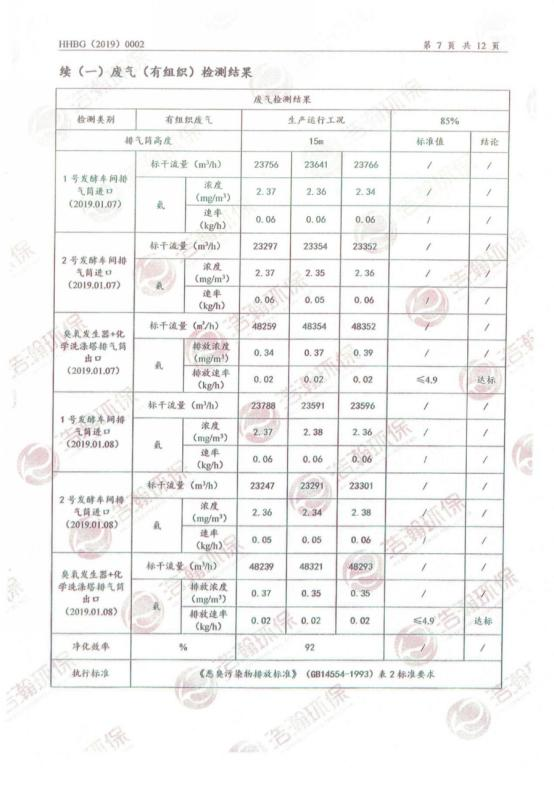 HHBG（2019）0002 第 7 页 共 12 页
续（一）废气（有组织）检测结果
废气检测结果
检测类别 有组织废气 生产运行工况 85%
排气筒高度 15m 标准值 结论
1号发酵车间排气筒进口（2019.01.07） 标干流量（m³/h） 23756 23641 23766 / /
氨 浓度（mg/m³） 2.37 2.36 2.34 / /
速率（kg/h） 0.06 0.06 0.06 / /
2号发酵车间排气筒进口（2019.01.07） 标干流量（m³/h） 23297 23354 23352 / /
氨 浓度（mg/m³） 2.37 2.35 2.36 / /
速率（kg/h） 0.06 0.05 0.06 / /
臭氧发生器+化学洗涤塔排气筒出口（2019.01.07） 标干流量（m³/h） 48259 48354 48352 / /
氨 排放浓度（mg/m³） 0.34 0.37 0.39 / /
排放速率（kg/h） 0.02 0.02 0.02 ≤4.9 达标
1号发酵车间排气筒进口（2019.01.08） 标干流量（m³/h） 23788 23591 23596 / /
氨 浓度（mg/m³） 2.37 2.38 2.36 / /
速率（kg/h） 0.06 0.06 0.06 / /
2号发酵车间排气筒进口（2019.01.08） 标干流量（m³/h） 23247 23291 23301 / /
氨 浓度（mg/m³） 2.36 2.34 2.38 / /
速率（kg/h） 0.05 0.05 0.06 / /
臭氧发生器+化学洗涤塔排气筒出口（2019.01.08） 标干流量（m³/h） 48239 48321 48293 / /
氨 排放浓度（mg/m³） 0.37 0.35 0.35 / /
排放速率（kg/h） 0.02 0.02 0.02 ≤4.9 达标
净化效率 % 92 / /
执行标准 《恶臭污染物排放标准》（GB14554-1993）表 2 标准要求
浩瀚环保